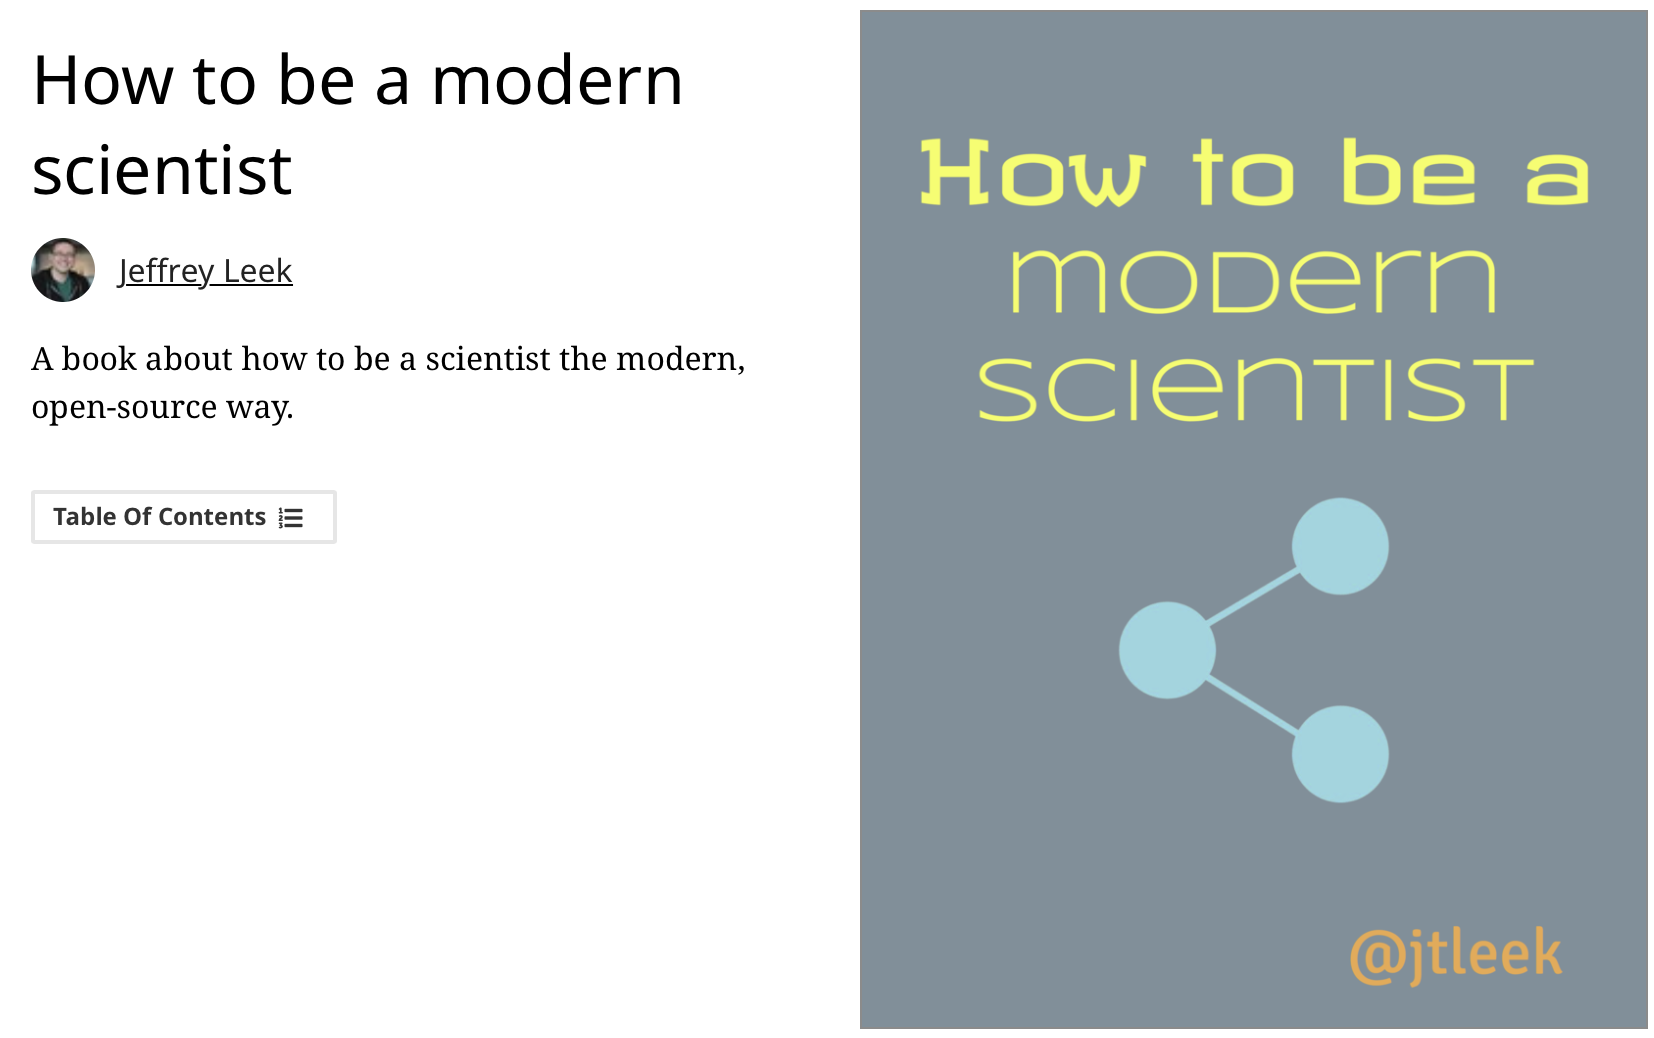 How to be a modern
scientist
Jeffrey Leek
A book about how to be a scientist the modern,
open-source way.
Table Of Contents
How to be a
modern
scientist
@jtleek